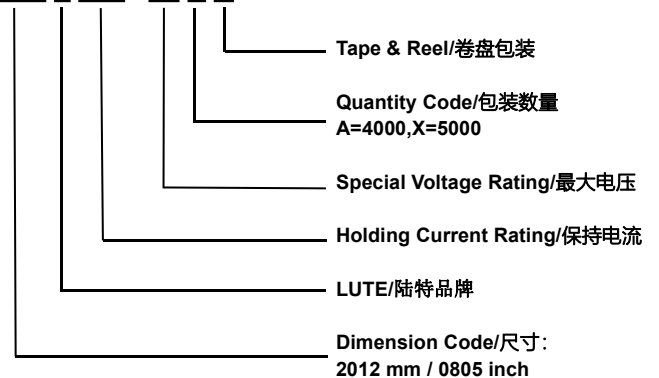 Tape & Reel/卷盘包装
Quantity Code/包装数量
A=4000,X=5000
Special Voltage Rating/最大电压
Holding Current Rating/保持电流
LUTE/陆特品牌
Dimension Code/尺寸:
2012 mm / 0805 inch